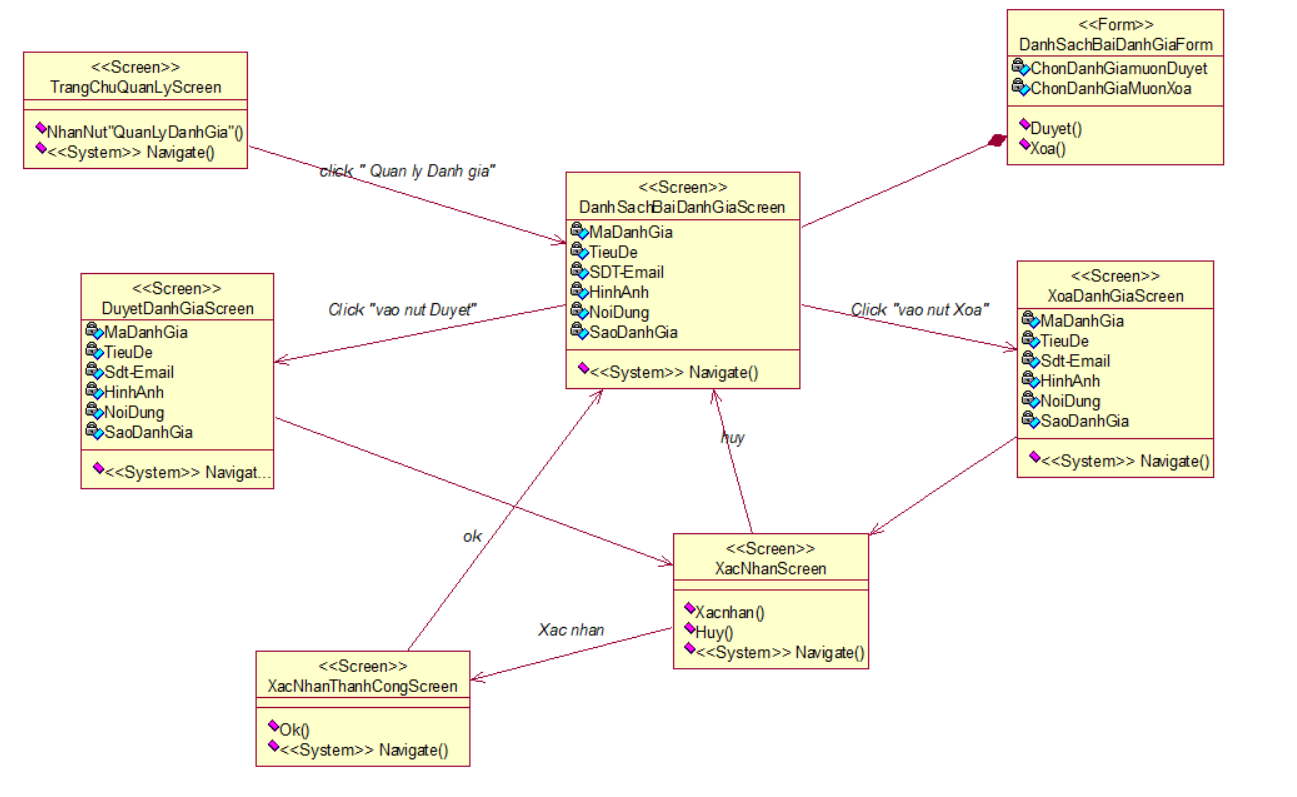 <<Screen>>
TrangChuQuanLyScreen
NhanNut"QuanLyDanhGia"()
<<System>> Navigate()
click " Quan ly Danh gia"
<<Form>>
DanhSachBaiDanhGiaForm
ChonDanhGiamuonDuyet
ChonDanhGiaMuonXoa
Duyet()
Xoa()
<<Screen>>
DanhSachBaiDanhGiaScreen
MaDanhGia
TieuDe
SDT-Email
HinhAnh
NoiDung
SaoDanhGia
<<System>> Navigate()
<<Screen>>
DuyetDanhGiaScreen
MaDanhGia
TieuDe
Sdt-Email
HinhAnh
NoiDung
SaoDanhGia
<<System>> Navigat...
Click "vao nut Duyet"
Click "vao nut Xoa"
<<Screen>>
XoaDanhGiaScreen
MaDanhGia
TieuDe
Sdt-Email
HinhAnh
NoiDung
SaoDanhGia
<<System>> Navigate()
huy
ok
<<Screen>>
XacNhanScreen
Xacnhan()
Huy()
<<System>> Navigate()
Xac nhan
<<Screen>>
XacNhanThanhCongScreen
Ok()
<<System>> Navigate()